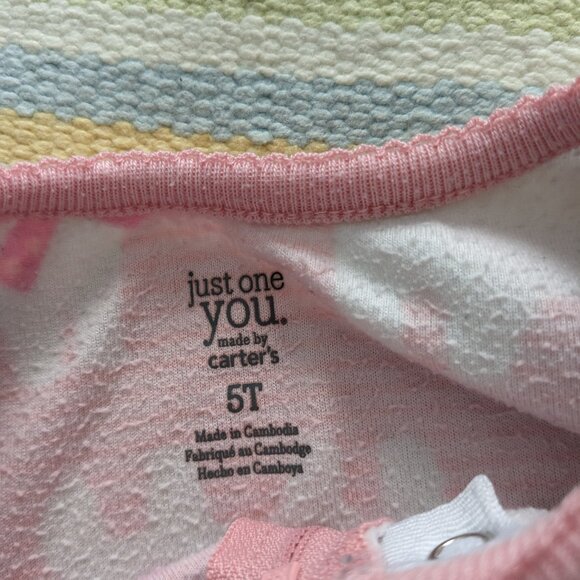 just one
you.
made by
carter's
5T
Made in Cambodia
Fabriqué au Cambodge
Hecho en Camboya